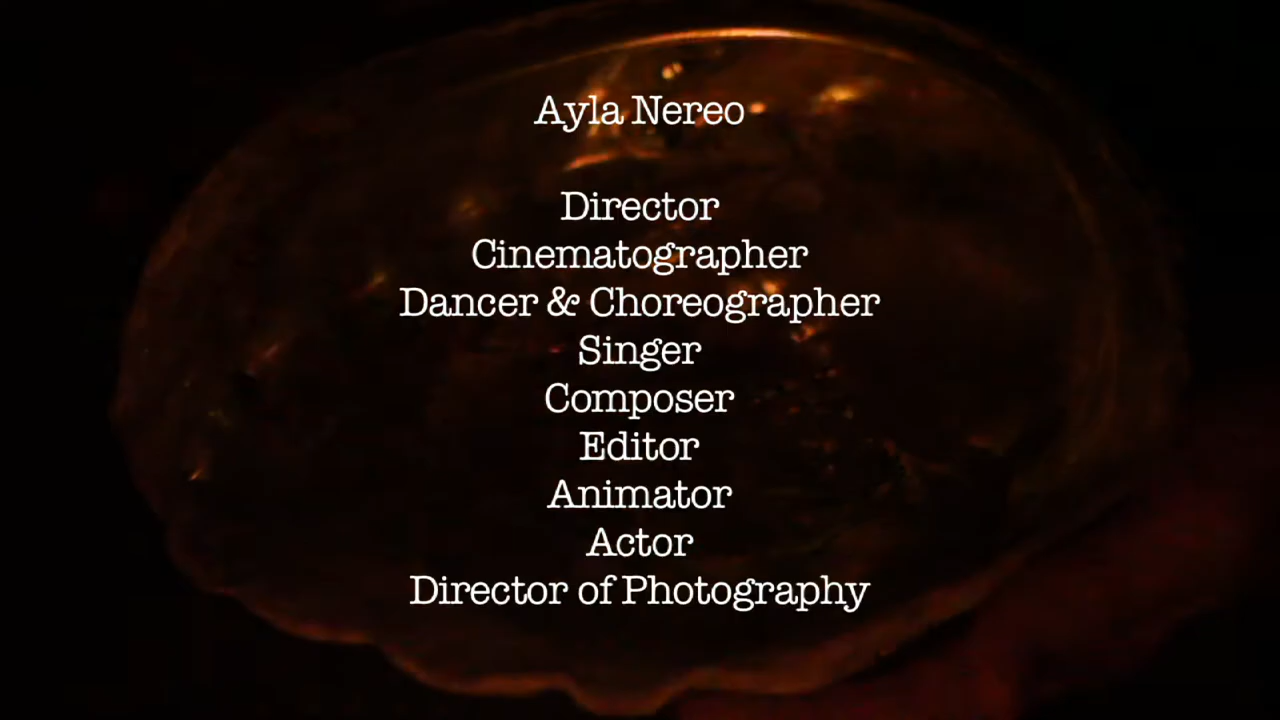 Ayla Nereo
Director
Cinematographer
Dancer & Choreographer
Singer
Composer
Editor
Animator
Actor
Director of Photography